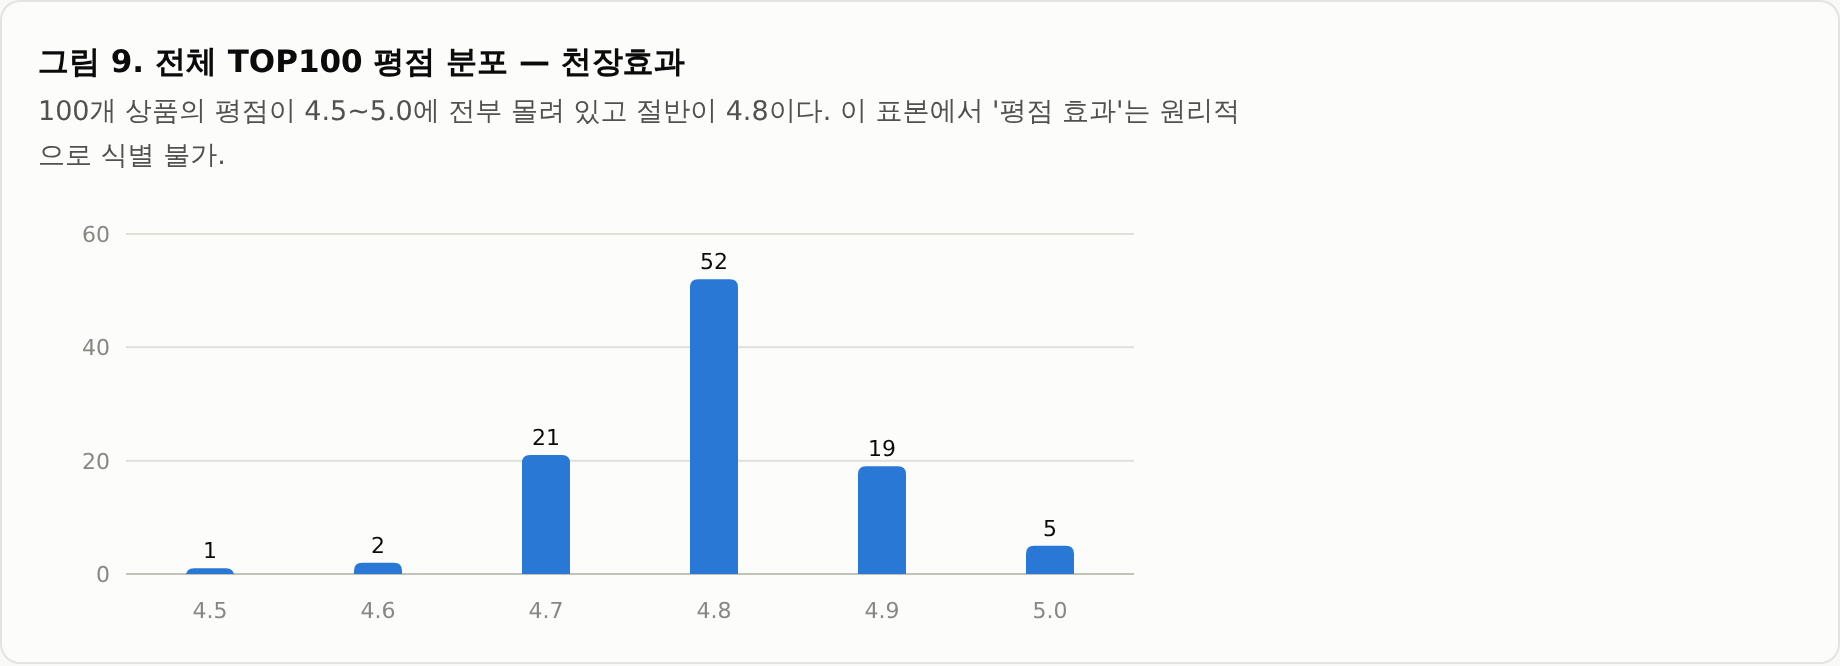 그림 9. 전체 TOP100 평점 분포 — 천장효과
100개 상품의 평점이 4.5~5.0에 전부 몰려 있고 절반이 4.8이다. 이 표본에서 '평점 효과'는 원리적
으로 식별 불가.
60
52
40
21
19
20
5
1
2
0
4.5 4.6 4.7 4.8 4.9 5.0